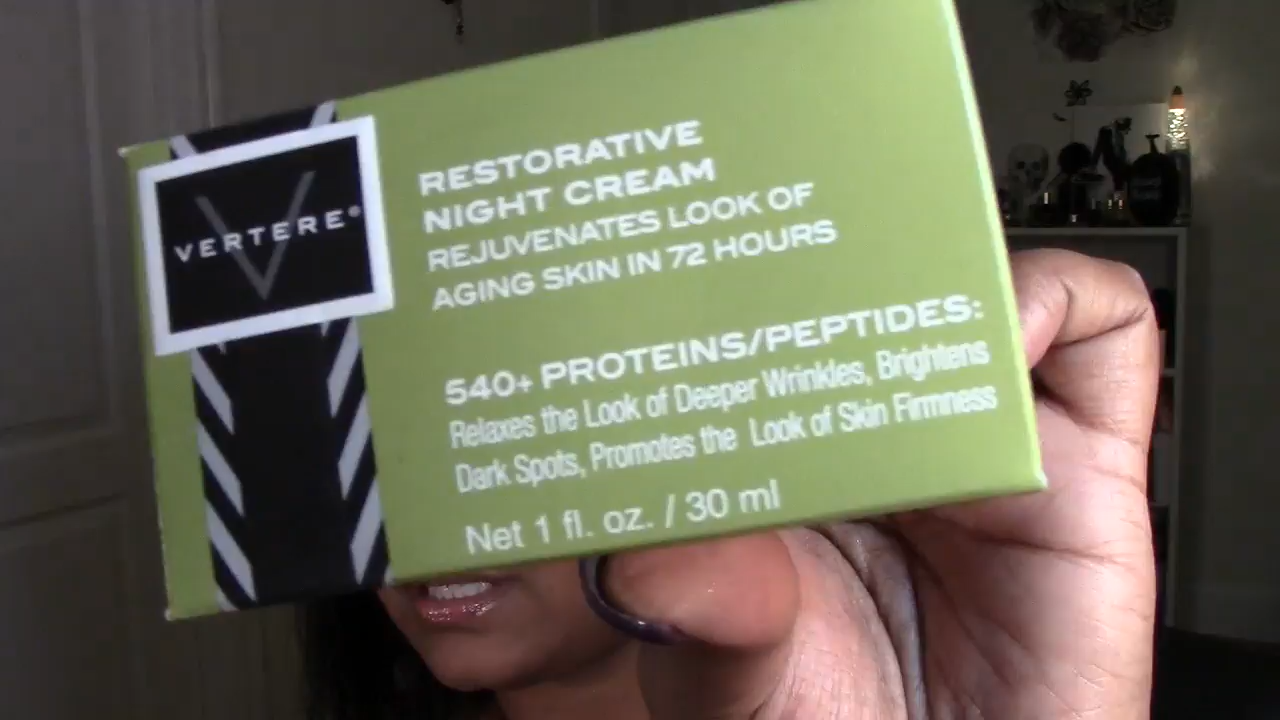 VERTERE®
RESTORATIVE
NIGHT CREAM
REJUVENATES LOOK OF
AGING SKIN IN 72 HOURS
540+ PROTEINS/PEPTIDES:
Relaxes the Look of Deeper Wrinkles, Brightens
Dark Spots, Promotes the Look of Skin Firmness
Net 1 fl. oz. / 30 ml